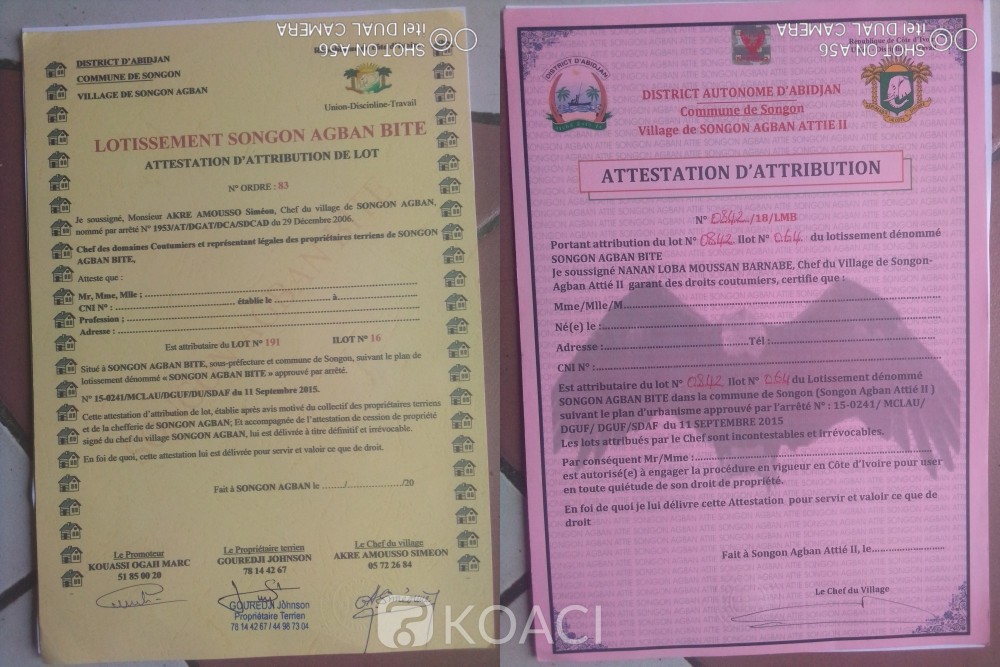 DISTRICT D'ABIDJAN
COMMUNE DE SONGON
VILLAGE DE SONGON AGBAN
Union-Discipline-Travail
LOTISSEMENT SONGON AGBAN BITE
ATTESTATION D'ATTRIBUTION DE LOT
N° ORDRE : 83
Je soussigné, Monsieur AKRE AMOUSSO Siméon, Chef du village de SONGON AGBAN,
nommé par arrêté N° 1953/AT/DGAT/DCA/SDCAD du 29 Décembre 2006.
Chef des domaines Coutumiers et représentant légales des propriétaires terriens de SONGON
AGBAN BITE,
Atteste que :
Mr, Mme, Mlle ;
CNI N° : , établie le à
Profession ;
Adresse :
Est attributaire du LOT N° 191 ILOT N° 16
Situé à SONGON AGBAN BITE, sous-préfecture et commune de Songon, suivant le plan de
lotissement dénommé « SONGON AGBAN BITE » approuvé par arrêté.
N° 15-0241/MCLAU/DGUF/DU/SDAF du 11 Septembre 2015.
Cette attestation d'attribution de lot, établie après avis motivé du collectif des propriétaires terriens
et de la chefferie de SONGON AGBAN; Et accompagnée de l'attestation de cession de propriété
signé du chef du village SONGON AGBAN, lui est délivrée à titre définitif et irrévocable.
En foi de quoi, cette attestation lui est délivrée pour servir et valoir ce que de droit.
Fait à SONGON AGBAN le ....../....../20
Le Promoteur
KOUASSI OGAH MARC
51 85 00 20
Le Propriétaire terrien
GOUREDJI JOHNSON
78 14 42 67
GOUREDJI Johnson
Propriétaire Terrien
78 14 42 67 / 44 96 73 04
Le Chef du village
AKRE AMOUSSO SIMEON
05 72 26 84
SHOT ON A56
itel DUAL CAMERA
DISTRICT D'ABIDJAN
République de Côte d'Ivo
DISTRICT AUTONOME D'ABIDJAN
Commune de Songon
Village de SONGON AGBAN ATTIE II
ATTESTATION D'ATTRIBUTION
N° 0842/18/LMB
Portant attribution du lot N° 0842 Ilot N° 064 du lotissement dénommé
SONGON AGBAN BITE
Je soussigné NANAN LOBA MOUSSAN BARNABE, Chef du Village de Songon-
Agban Attié II garant des droits coutumiers, certifie que :
Mme/Mlle/M
Né(e) le :
Adresse : Tél :
CNI N° :
Est attributaire du lot N° 0842 Ilot N° 064 du Lotissement dénommé
SONGON AGBAN BITE dans la commune de Songon (Songon Agban Attié II )
suivant le plan d'urbanisme approuvé par l'arrêté N° : 15-0241/ MCLAU/
DGUF/ DGUF/SDAF du 11 SEPTEMBRE 2015
Les lots attribués par le Chef sont incontestables et irrévocables,
Par conséquent Mr/Mme :
est autorisé(e) à engager la procédure en vigueur en Côte d'Ivoire pour user
en toute quiétude de son droit de propriété.
En foi de quoi je lui délivre cette Attestation pour servir et valoir ce que de
droit
Fait à Songon Agban Attié II, le
Le Chef du Village
SHOT ON A56
itel DUAL CAMERA
KOACI